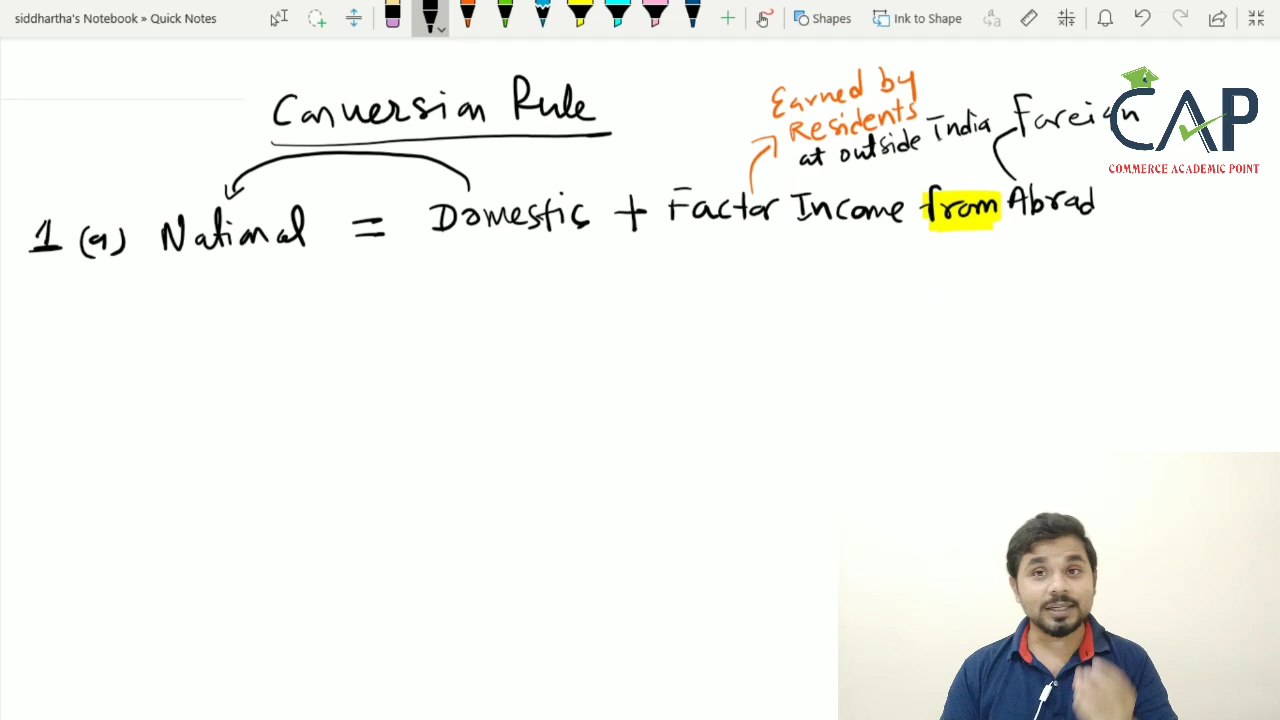 siddhartha's Notebook » Quick Notes
Shapes
Ink to Shape
Conversion Rule
Earned by
Residents
at outside India
Foreign
CAP
COMMERCE ACADEMIC POINT
1 (a) National = Domestic + Factor Income from Abrad